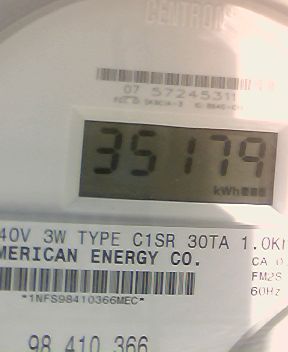 CENTRON
07 57245311
35179
kWh
40V 3W TYPE C1SR 30TA 1.0K
MERICAN ENERGY CO.
CA 0.
FM2S
60Hz
*1NFS98410366MEC*
98 410 366